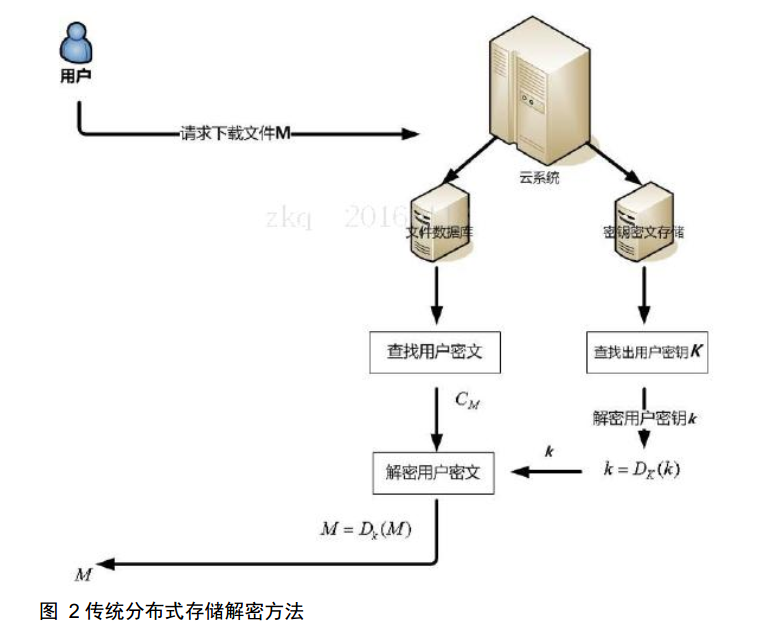 用户
请求下载文件M
云系统
zkq 2016
文件数据库
密钥密文存储
查找用户密文
查找出用户密钥K
C_M
解密用户密钥k
解密用户密文
k
k = D_K(k)
M = D_k(M)
M
图 2 传统分布式存储解密方法